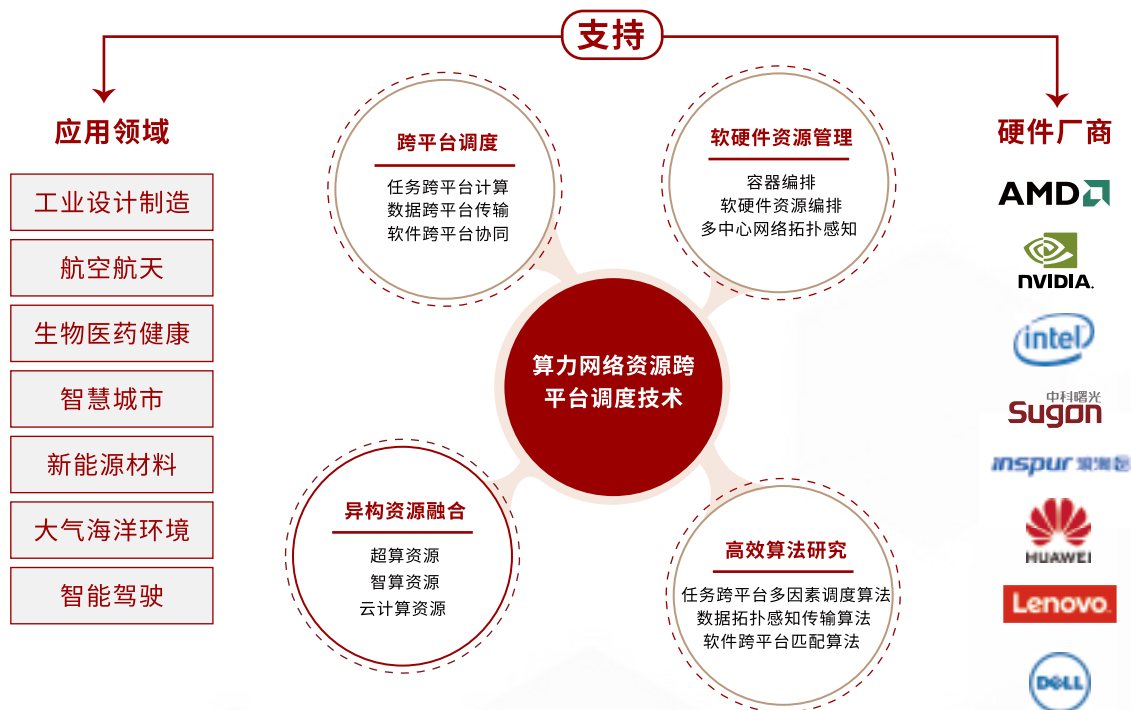 支持
应用领域
工业设计制造
航空航天
生物医药健康
智慧城市
新能源材料
大气海洋环境
智能驾驶
跨平台调度
任务跨平台计算
数据跨平台传输
软件跨平台协同
软硬件资源管理
容器编排
软硬件资源编排
多中心网络拓扑感知
算力网络资源跨
平台调度技术
异构资源融合
超算资源
智算资源
云计算资源
高效算法研究
任务跨平台多因素调度算法
数据拓扑感知传输算法
软件跨平台匹配算法
硬件厂商
AMD
NVIDIA.
intel
中科曙光
Sugon
inspur
HUAWEI
Lenovo.
DELL